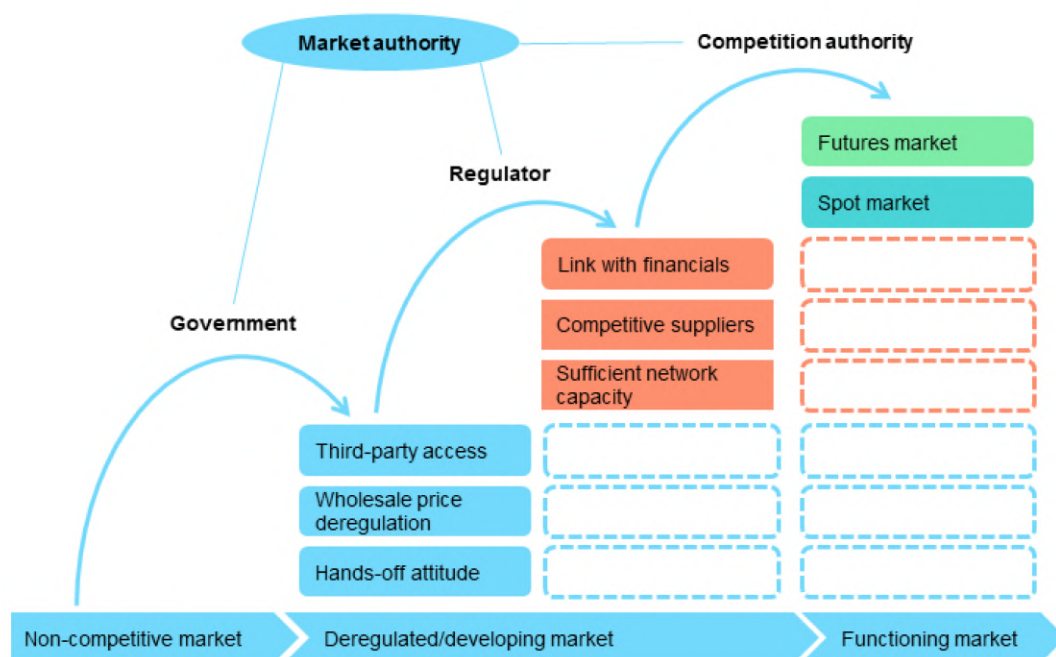 Market authority
Competition authority
Futures market
Regulator
Spot market
Link with financials
Government
Competitive suppliers
Sufficient network
capacity
Third-party access
Wholesale price
deregulation
Hands-off attitude
Non-competitive market
Deregulated/developing market
Functioning market